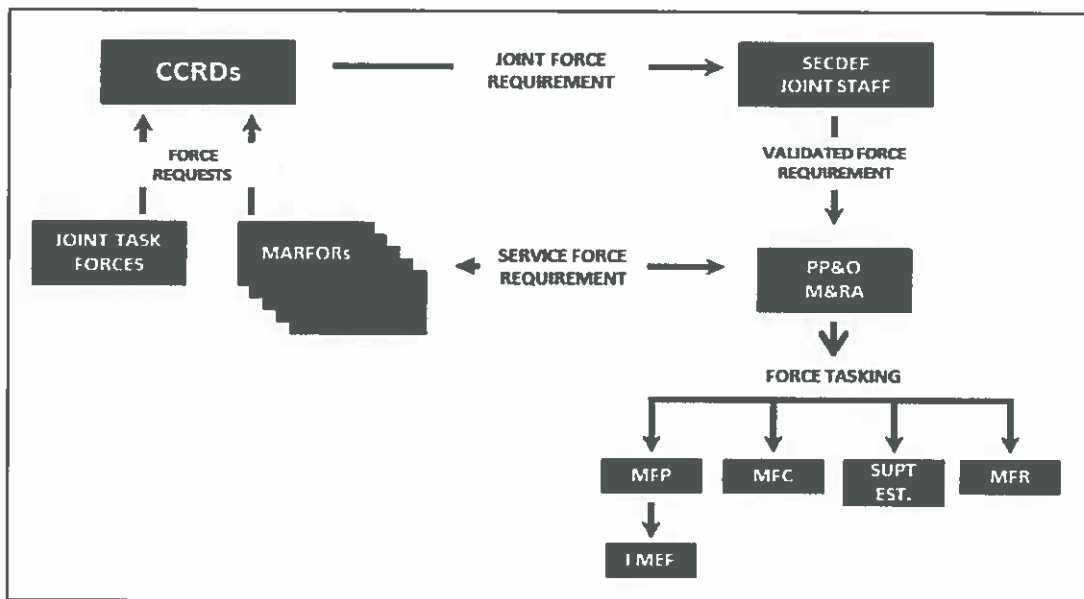 CCRDs
JOINT FORCE
REQUIREMENT
SECDEF
JOINT STAFF
FORCE
REQUESTS
VALIDATED FORCE
REQUIREMENT
JOINT TASK
FORCES
MARFORs
SERVICE FORCE
REQUIREMENT
PP&O
M&RA
FORCE TASKING
MFP
MFC
SUPT
EST.
MFR
I MEF